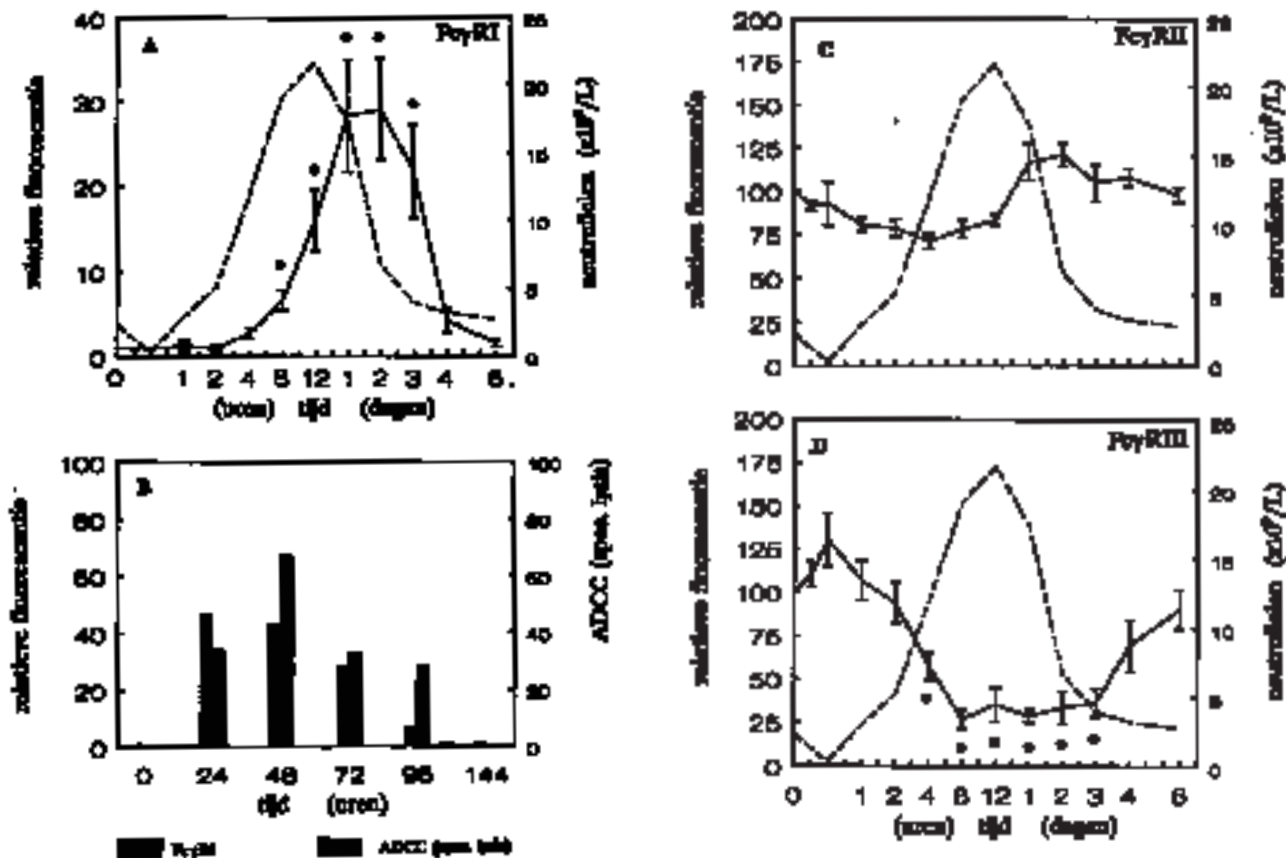 A
FcγRI
relatieve fluorescentie
neutrofielen (x10⁹/L)
40
30
20
10
0
25
20
15
10
5
0
0 1 2 4 8 12 1 2 3 4 6
(uren) tijd (dagen)
B
relatieve fluorescentie
ADCC (spec. lysis)
100
80
60
40
20
0
100
80
60
40
20
0
0 24 48 72 96 144
tijd (uren)
FcγRI
ADCC (spec. lysis)
C
FcγRII
relatieve fluorescentie
neutrofielen (x10⁹/L)
200
175
150
125
100
75
50
25
0
25
20
15
10
5
0
D
FcγRIII
relatieve fluorescentie
neutrofielen (x10⁹/L)
200
175
150
125
100
75
50
25
0
25
20
15
10
5
0
0 1 2 4 8 12 1 2 3 4 6
(uren) tijd (dagen)